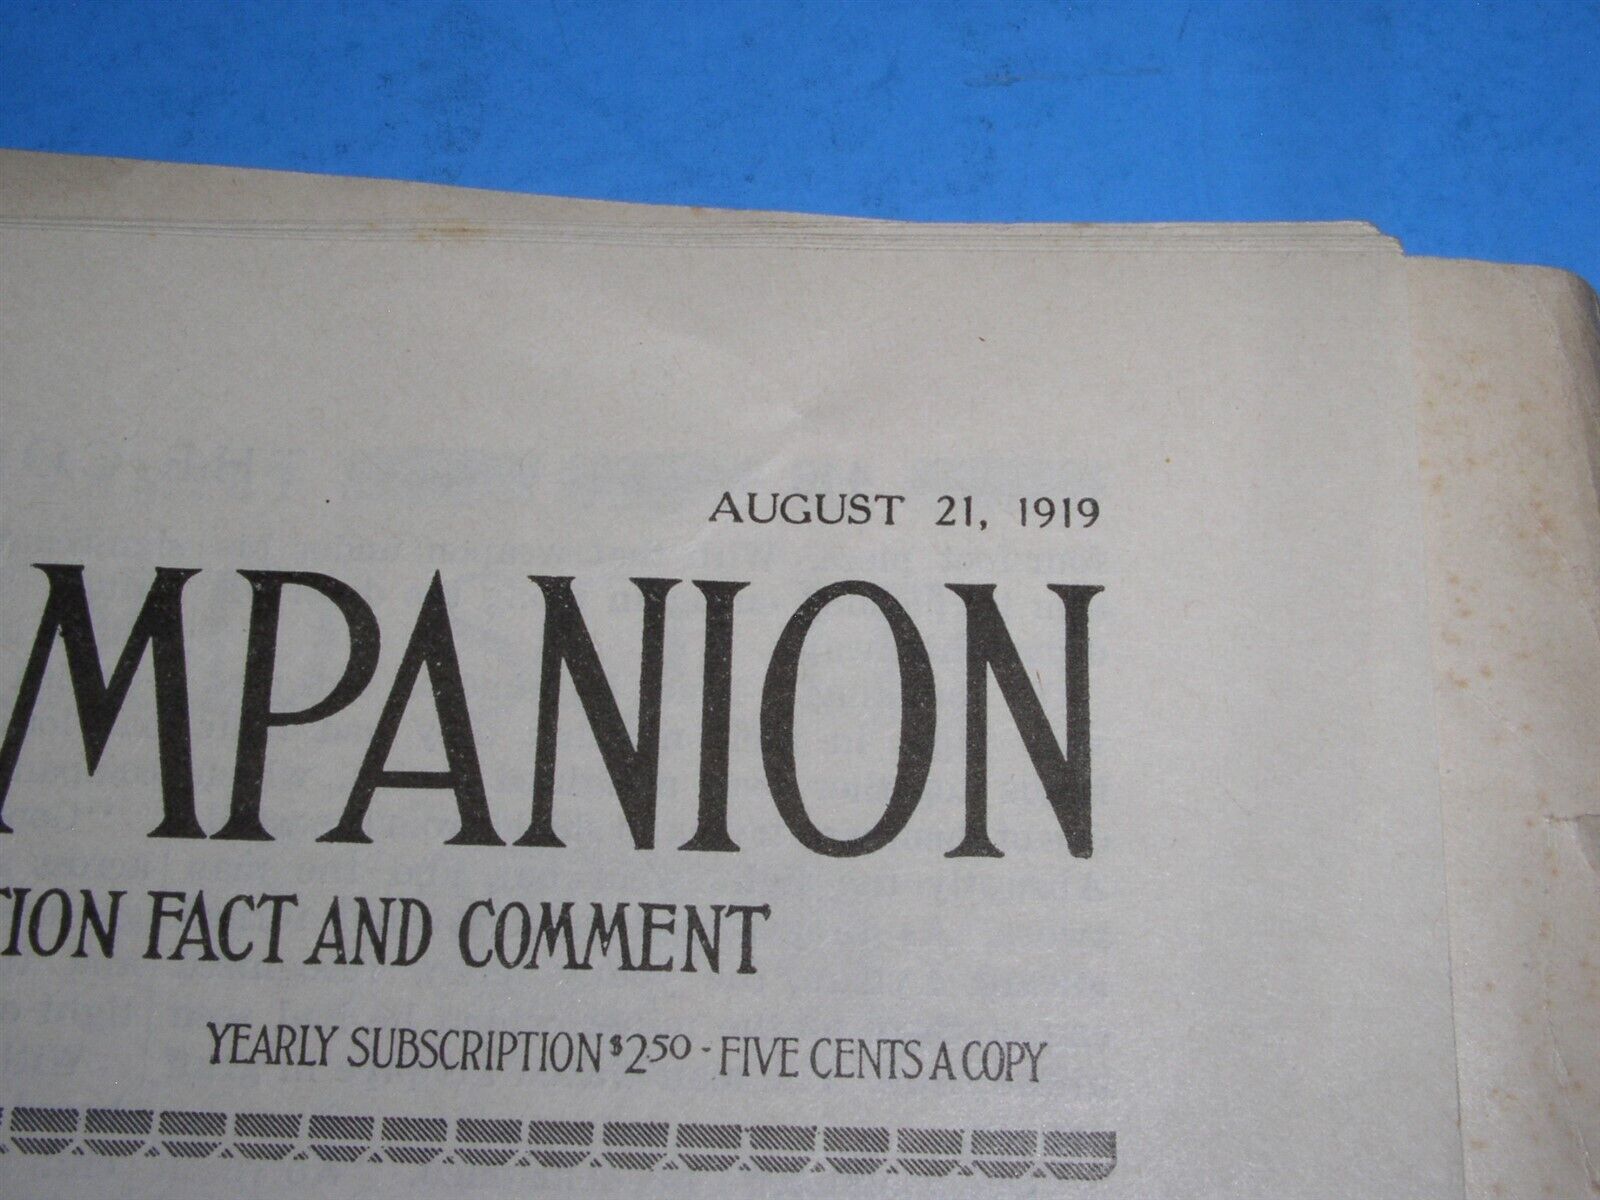 AUGUST 21, 1919
MPANION
TION FACT AND COMMENT
YEARLY SUBSCRIPTION $2.50 - FIVE CENTS A COPY